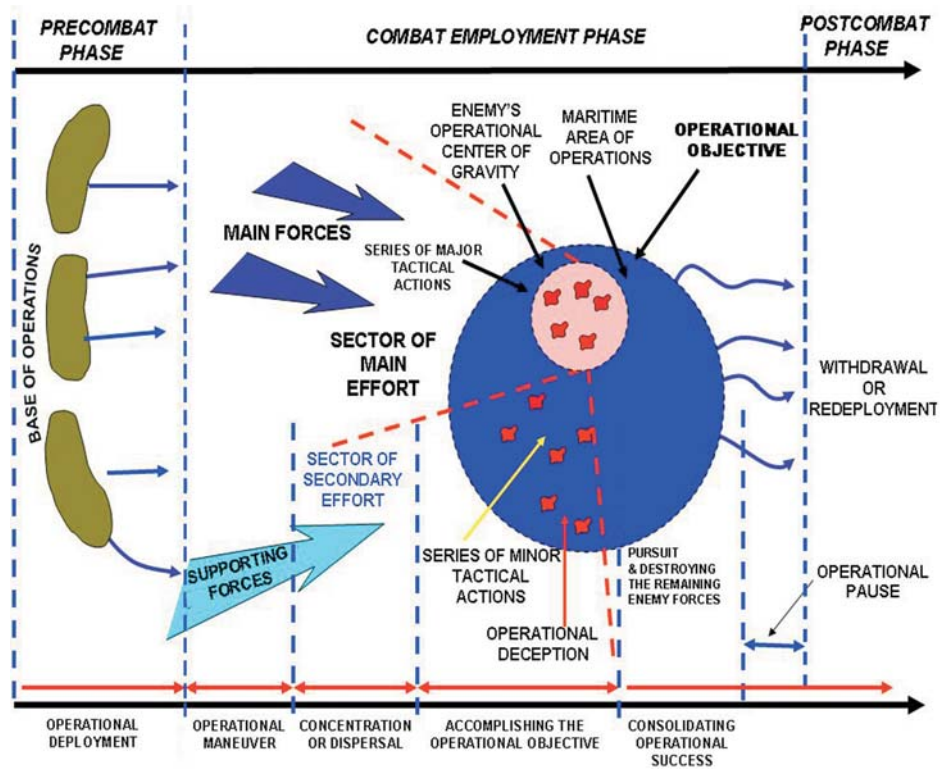 PRECOMBAT
PHASE
COMBAT EMPLOYMENT PHASE
POSTCOMBAT
PHASE
ENEMY'S
OPERATIONAL
CENTER OF
GRAVITY
MARITIME
AREA OF
OPERATIONS
OPERATIONAL
OBJECTIVE
BASE OF OPERATIONS
MAIN FORCES
SERIES OF MAJOR
TACTICAL
ACTIONS
SECTOR OF
MAIN
EFFORT
WITHDRAWAL
OR
REDEPLOYMENT
SECTOR OF
SECONDARY
EFFORT
SUPPORTING
FORCES
SERIES OF MINOR
TACTICAL
ACTIONS
OPERATIONAL
DECEPTION
PURSUIT
& DESTROYING
THE REMAINING
ENEMY FORCES
OPERATIONAL
PAUSE
OPERATIONAL
DEPLOYMENT
OPERATIONAL
MANEUVER
CONCENTRATION
OR DISPERSAL
ACCOMPLISHING THE
OPERATIONAL OBJECTIVE
CONSOLIDATING
OPERATIONAL
SUCCESS